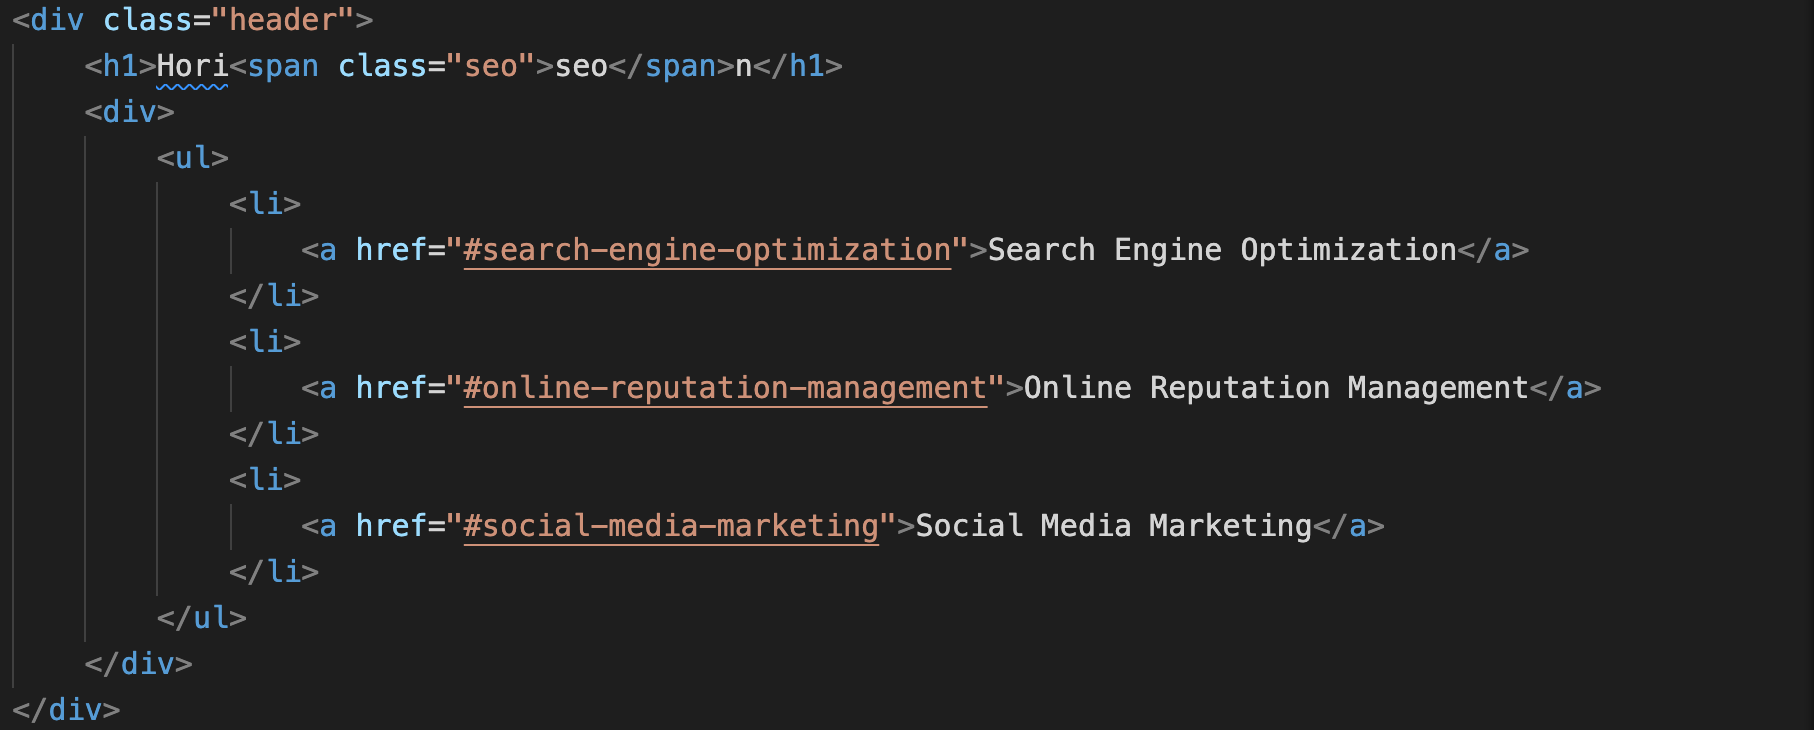 <div class="header">
    <h1>Hori<span class="seo">seo</span>n</h1>
    <div>
        <ul>
            <li>
                <a href="#search-engine-optimization">Search Engine Optimization</a>
            </li>
            <li>
                <a href="#online-reputation-management">Online Reputation Management</a>
            </li>
            <li>
                <a href="#social-media-marketing">Social Media Marketing</a>
            </li>
        </ul>
    </div>
</div>